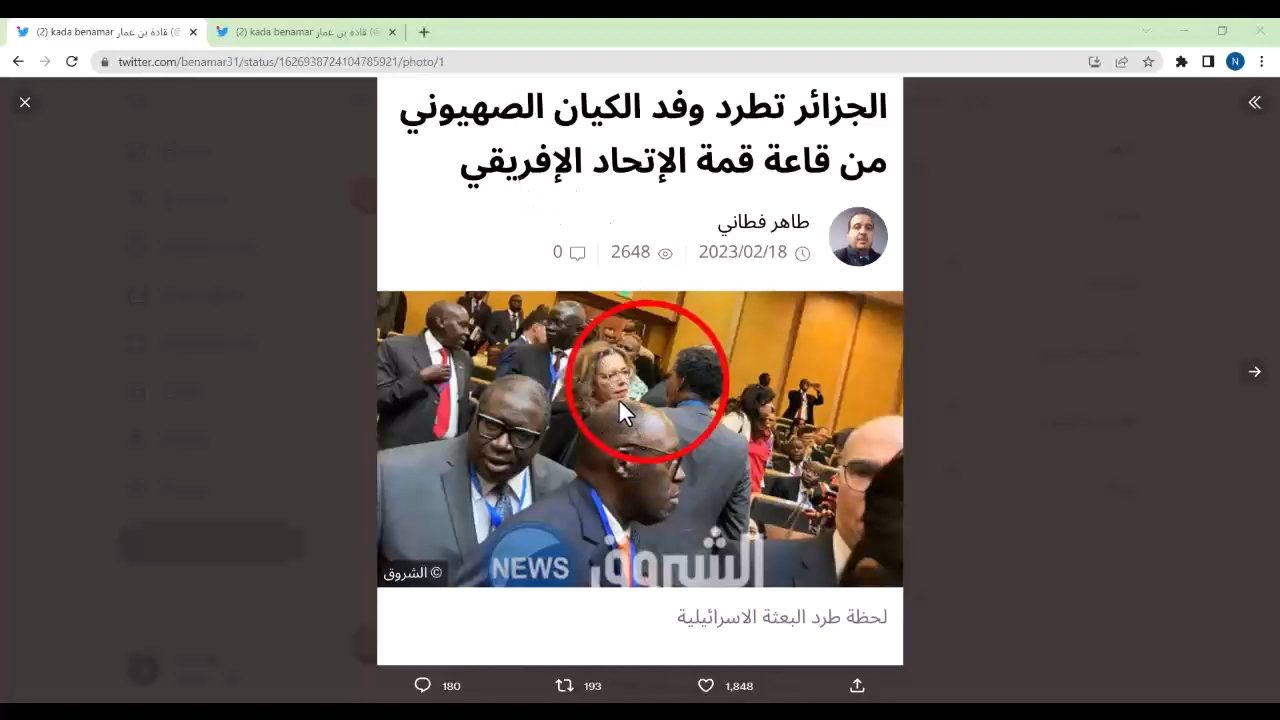 (2) kada benamar قادة بن عمار
(2) kada benamar قادة بن عمار
twitter.com/benamar31/status/1626938724104785921/photo/1
N
الجزائر تطرد وفد الكيان الصهيوني
من قاعة قمة الإتحاد الإفريقي
طاهر فطاني
2023/02/18
2648
0
الشروق NEWS
© الشروق
لحظة طرد البعثة الاسرائيلية
180
193
1,848